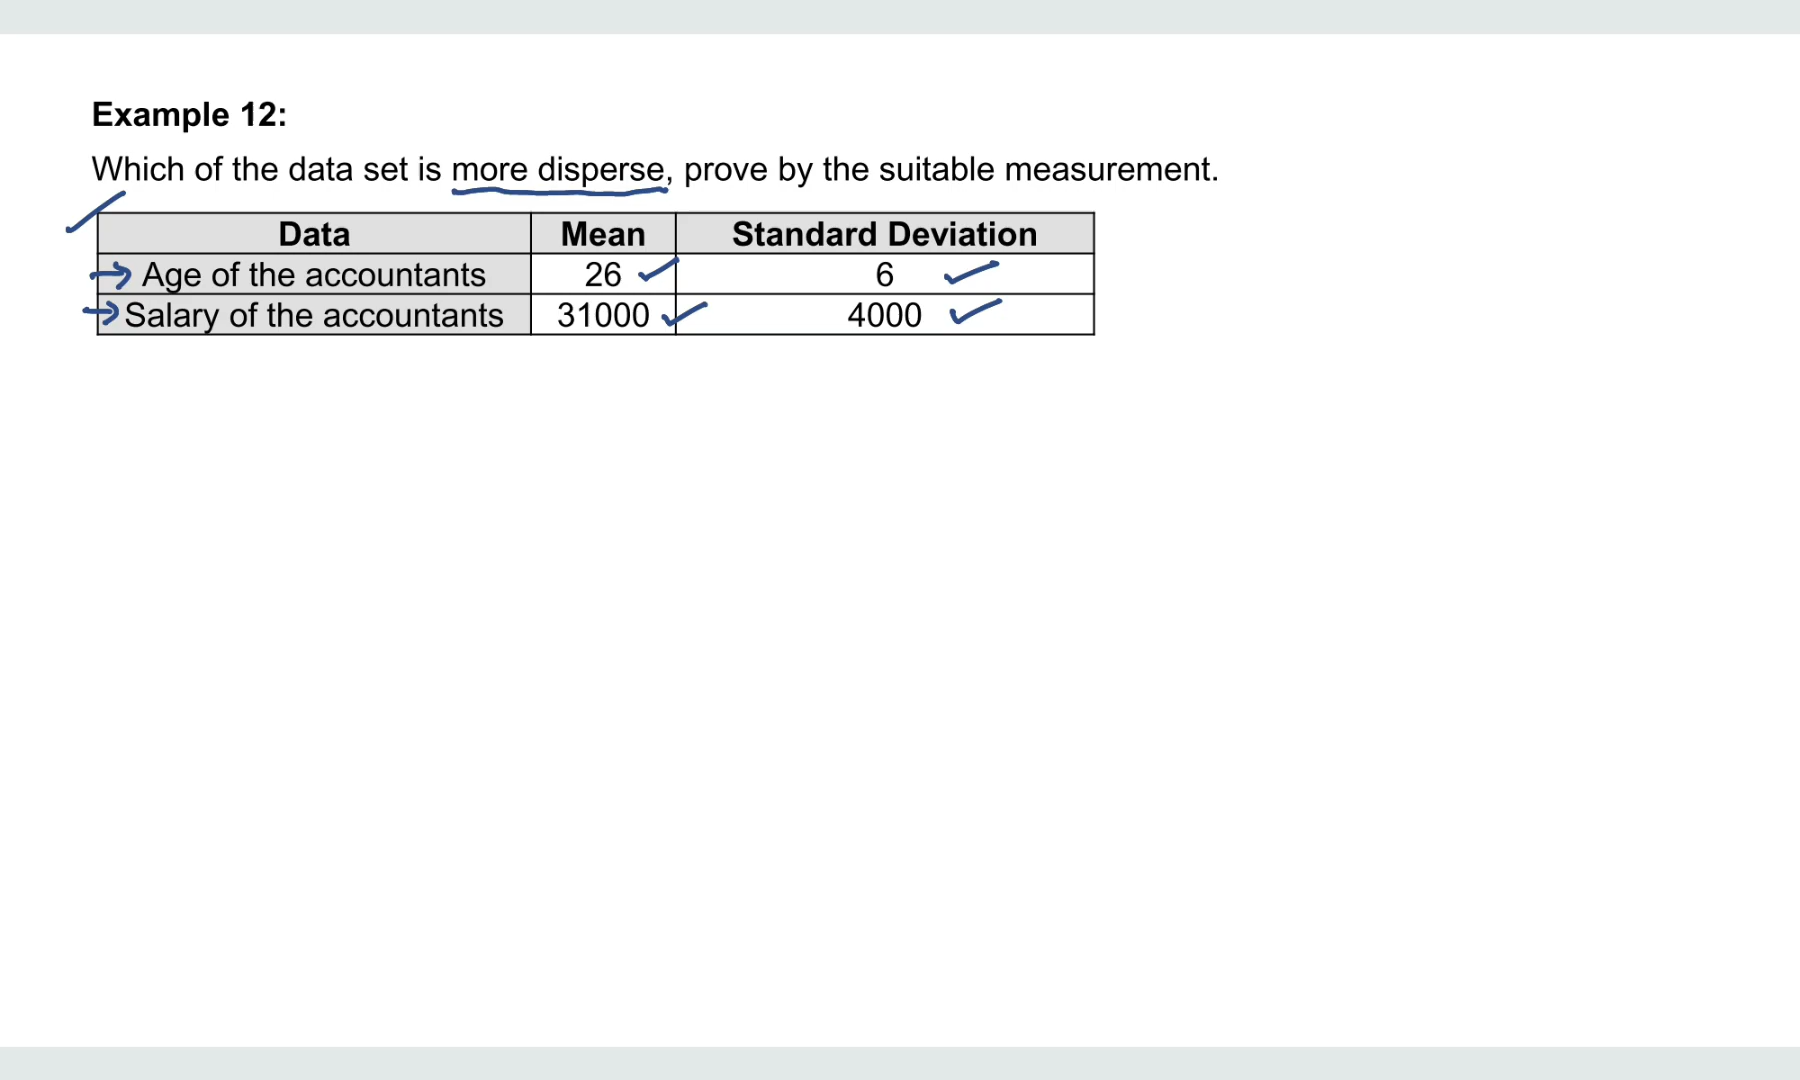 Example 12:
Which of the data set is more disperse, prove by the suitable measurement.
Data Mean Standard Deviation
Age of the accountants 26 6
Salary of the accountants 31000 4000